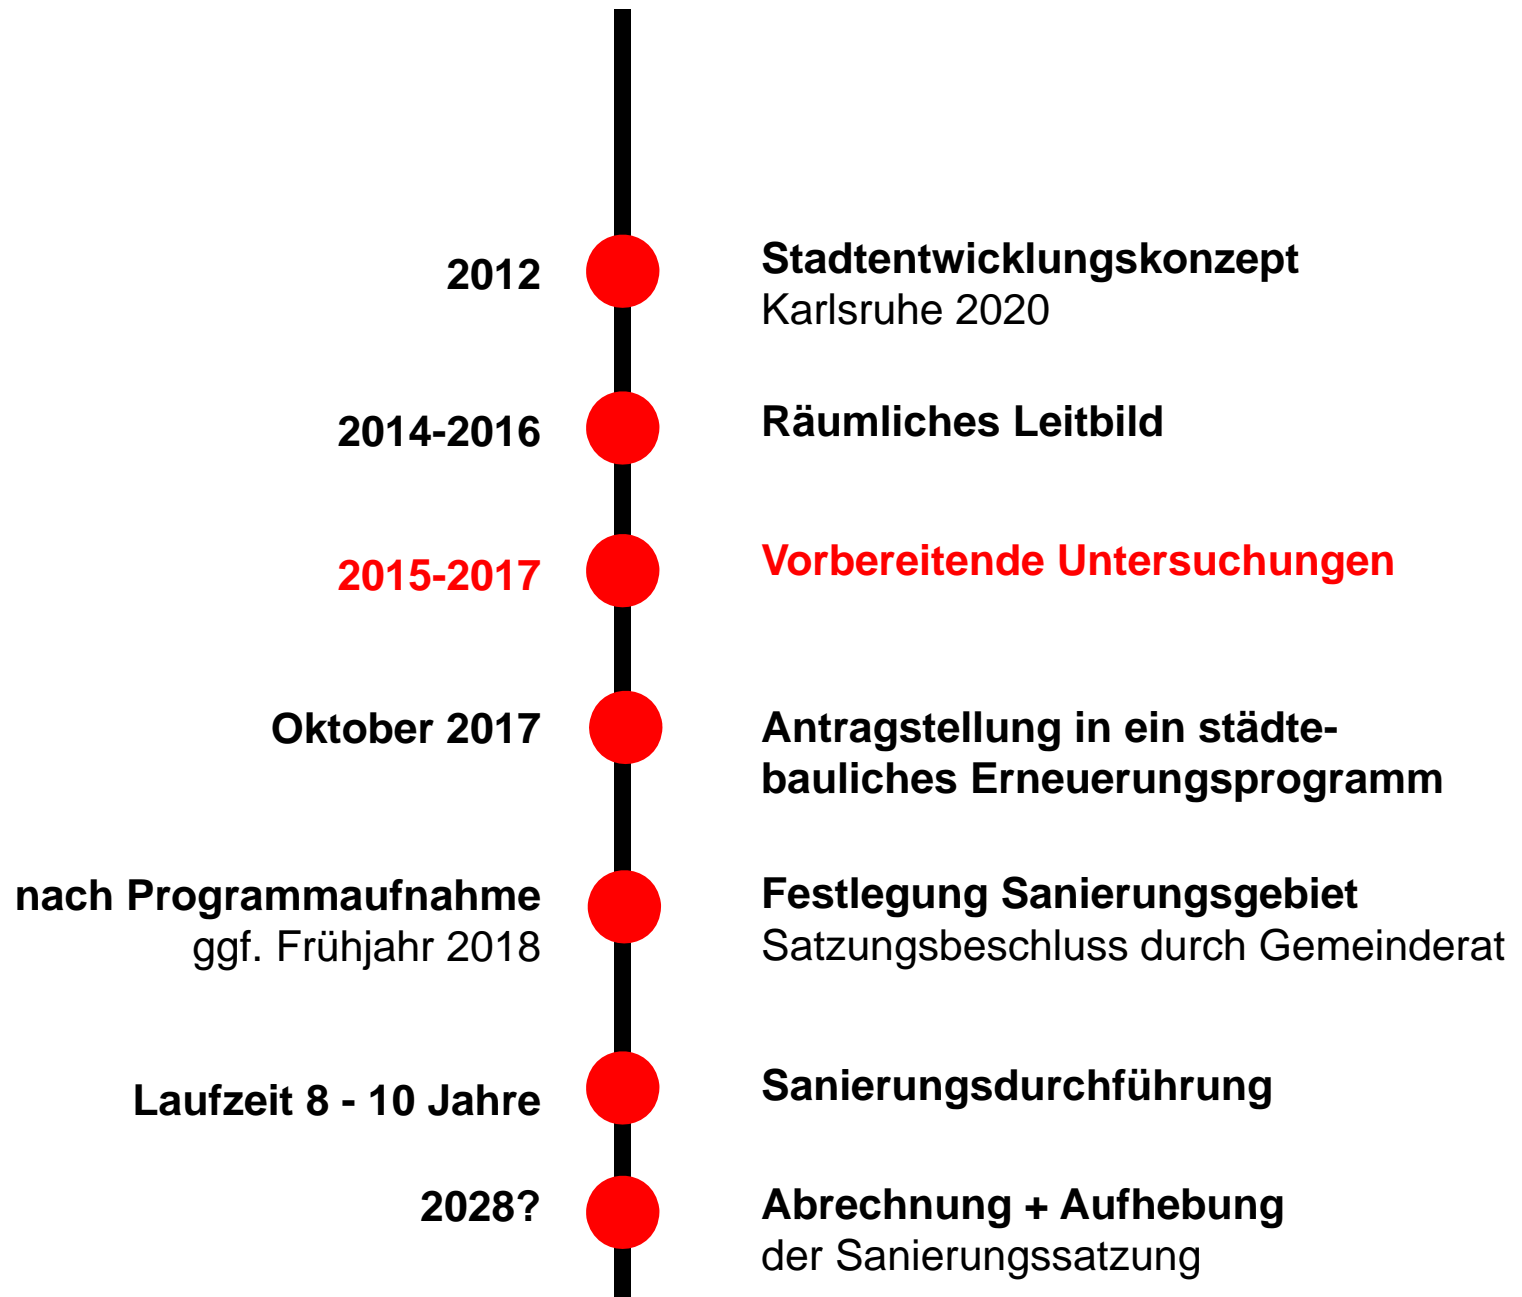 2012
Stadtentwicklungskonzept
Karlsruhe 2020
2014-2016
Räumliches Leitbild
2015-2017
Vorbereitende Untersuchungen
Oktober 2017
Antragstellung in ein städte-
bauliches Erneuerungsprogramm
nach Programmaufnahme
ggf. Frühjahr 2018
Festlegung Sanierungsgebiet
Satzungsbeschluss durch Gemeinderat
Laufzeit 8 - 10 Jahre
Sanierungsdurchführung
2028?
Abrechnung + Aufhebung
der Sanierungssatzung